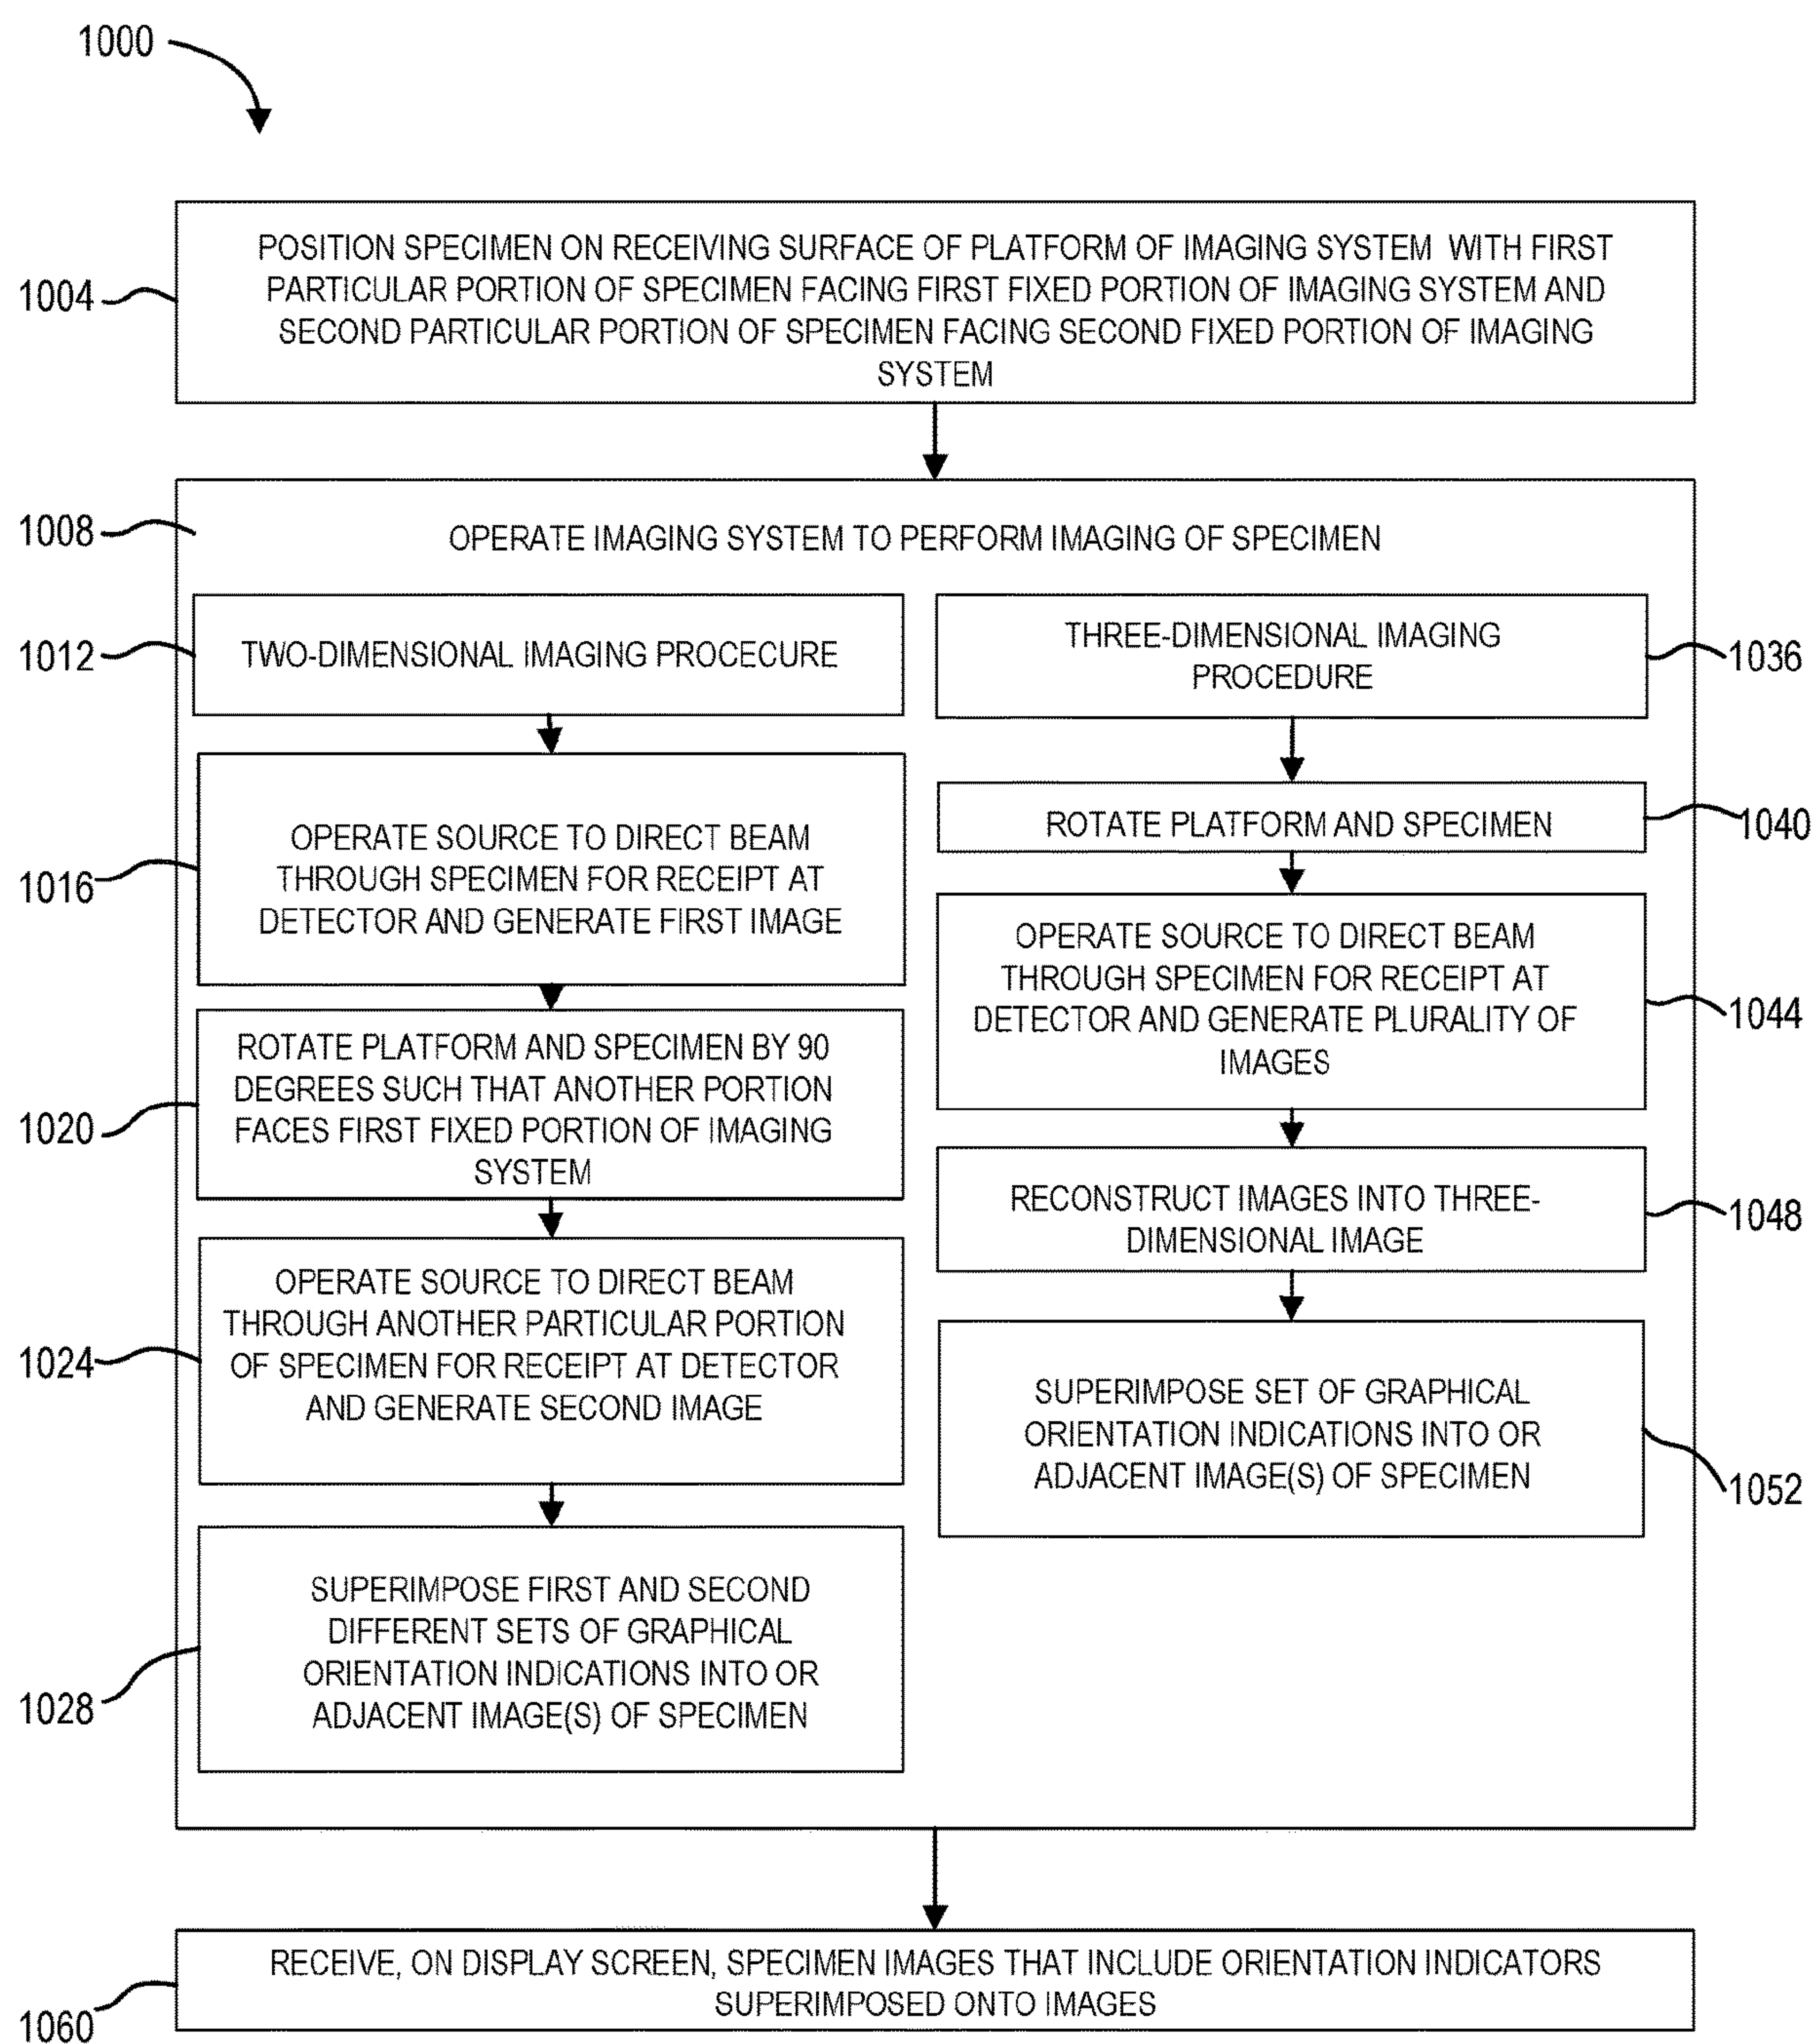 1000
1004
POSITION SPECIMEN ON RECEIVING SURFACE OF PLATFORM OF IMAGING SYSTEM WITH FIRST
PARTICULAR PORTION OF SPECIMEN FACING FIRST FIXED PORTION OF IMAGING SYSTEM AND
SECOND PARTICULAR PORTION OF SPECIMEN FACING SECOND FIXED PORTION OF IMAGING
SYSTEM
1008
OPERATE IMAGING SYSTEM TO PERFORM IMAGING OF SPECIMEN
1012
TWO-DIMENSIONAL IMAGING PROCECURE
1016
OPERATE SOURCE TO DIRECT BEAM
THROUGH SPECIMEN FOR RECEIPT AT
DETECTOR AND GENERATE FIRST IMAGE
1020
ROTATE PLATFORM AND SPECIMEN BY 90
DEGREES SUCH THAT ANOTHER PORTION
FACES FIRST FIXED PORTION OF IMAGING
SYSTEM
1024
OPERATE SOURCE TO DIRECT BEAM
THROUGH ANOTHER PARTICULAR PORTION
OF SPECIMEN FOR RECEIPT AT DETECTOR
AND GENERATE SECOND IMAGE
1028
SUPERIMPOSE FIRST AND SECOND
DIFFERENT SETS OF GRAPHICAL
ORIENTATION INDICATIONS INTO OR
ADJACENT IMAGE(S) OF SPECIMEN
THREE-DIMENSIONAL IMAGING
PROCEDURE
1036
ROTATE PLATFORM AND SPECIMEN
1040
OPERATE SOURCE TO DIRECT BEAM
THROUGH SPECIMEN FOR RECEIPT AT
DETECTOR AND GENERATE PLURALITY OF
IMAGES
1044
RECONSTRUCT IMAGES INTO THREE-
DIMENSIONAL IMAGE
1048
SUPERIMPOSE SET OF GRAPHICAL
ORIENTATION INDICATIONS INTO OR
ADJACENT IMAGE(S) OF SPECIMEN
1052
1060
RECEIVE, ON DISPLAY SCREEN, SPECIMEN IMAGES THAT INCLUDE ORIENTATION INDICATORS
SUPERIMPOSED ONTO IMAGES